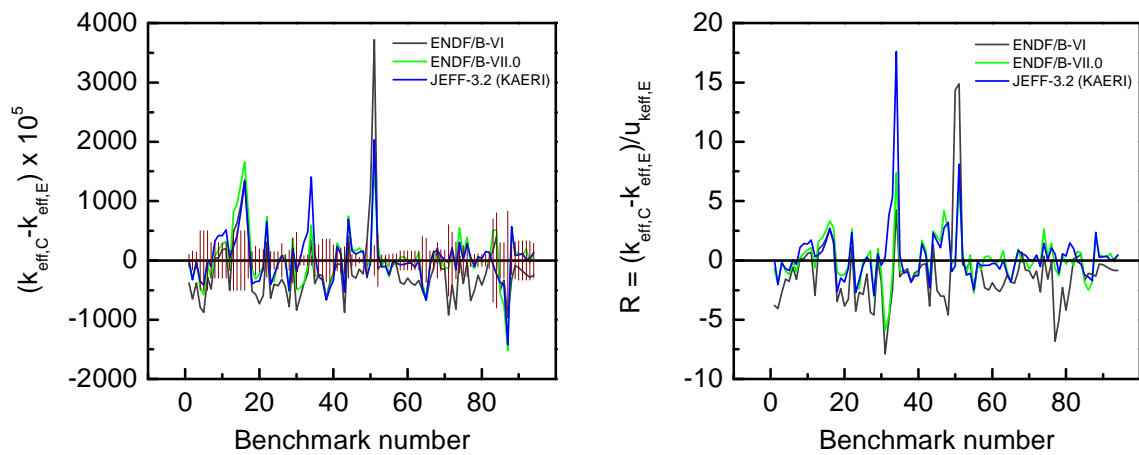 4000
3000
2000
1000
0
-1000
-2000
(k_eff,C-k_eff,E) x 10^5
ENDF/B-VI
ENDF/B-VII.0
JEFF-3.2 (KAERI)
0 20 40 60 80
Benchmark number
20
15
10
5
0
-5
-10
R = (k_eff,C-k_eff,E)/u_keff,E
ENDF/B-VI
ENDF/B-VII.0
JEFF-3.2 (KAERI)
0 20 40 60 80
Benchmark number